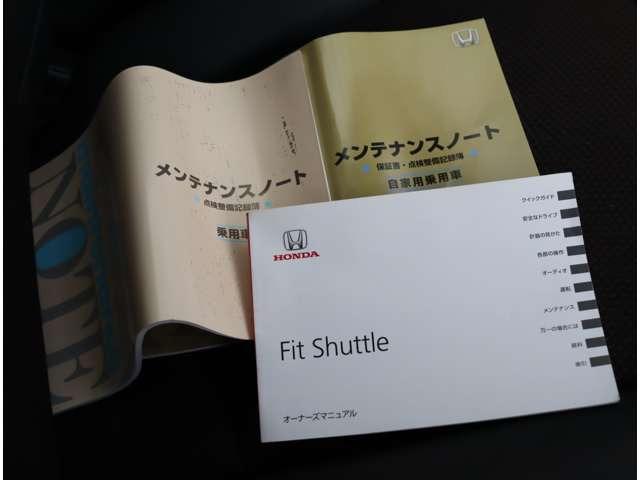 メンテナンスノート
保証書・点検整備記録簿
自家用乗用車
メンテナンスノート
点検整備記録簿
乗用車
NOTE
HONDA
Fit Shuttle
オーナーズマニュアル
クイックガイド
安全なドライブ
計器の見かた
各部の操作
オーディオ
運転
メンテナンス
万一の場合には
資料
索引